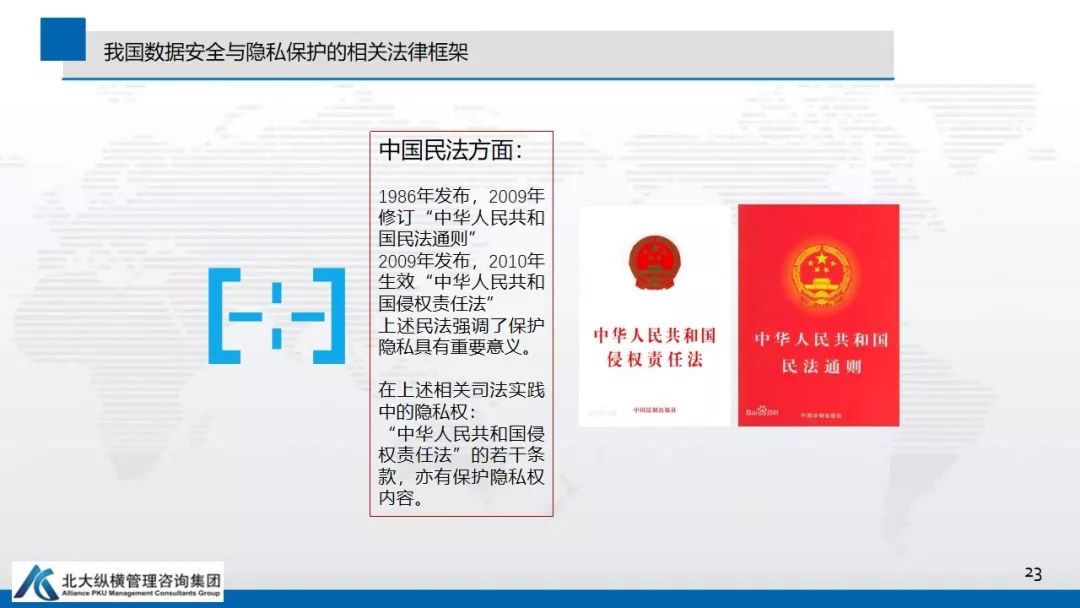 我国数据安全与隐私保护的相关法律框架
中国民法方面：
1986年发布，2009年
修订“中华人民共和
国民法通则”
2009年发布，2010年
生效“中华人民共和
国侵权责任法”
上述民法强调了保护
隐私具有重要意义。
在上述相关司法实践
中的隐私权：
“中华人民共和国侵
权责任法”的若干条
款，亦有保护隐私权
内容。
中华人民共和国
侵权责任法
中国法制出版社
中华人民共和国
民法通则
Bai百科
中国法制出版社
北大纵横管理咨询集团
Alliance PKU Management Consultants Group
23